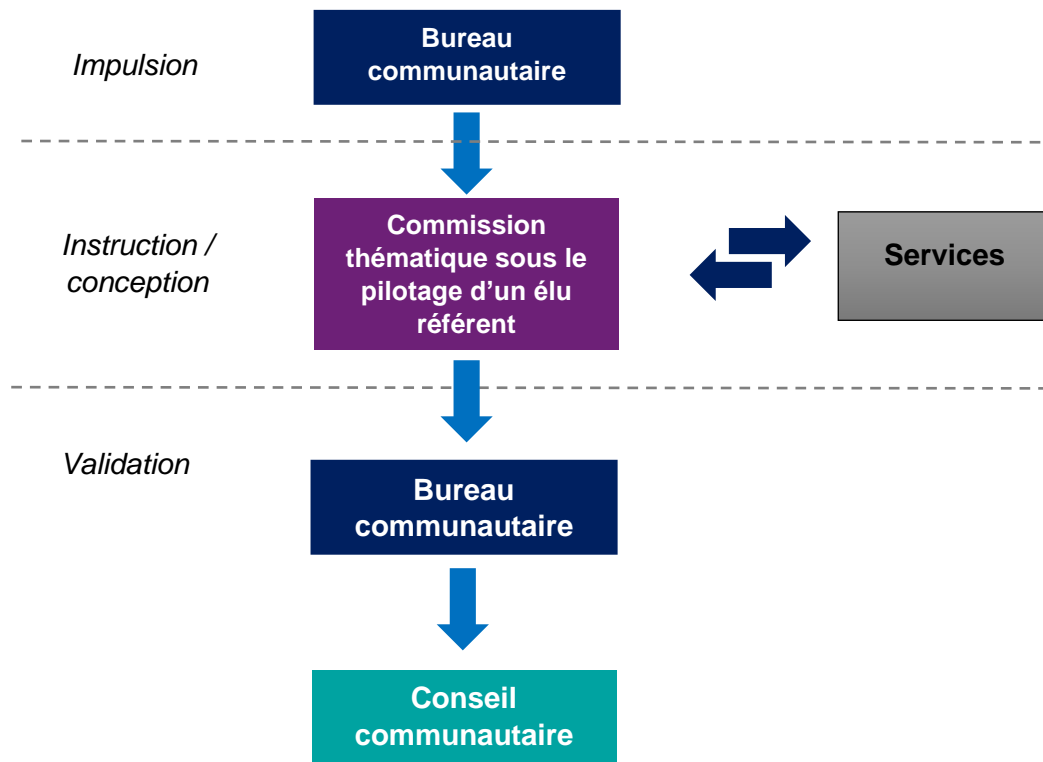 Impulsion
Bureau
communautaire
Instruction /
conception
Commission
thématique sous le
pilotage d’un élu
référent
Services
Validation
Bureau
communautaire
Conseil
communautaire